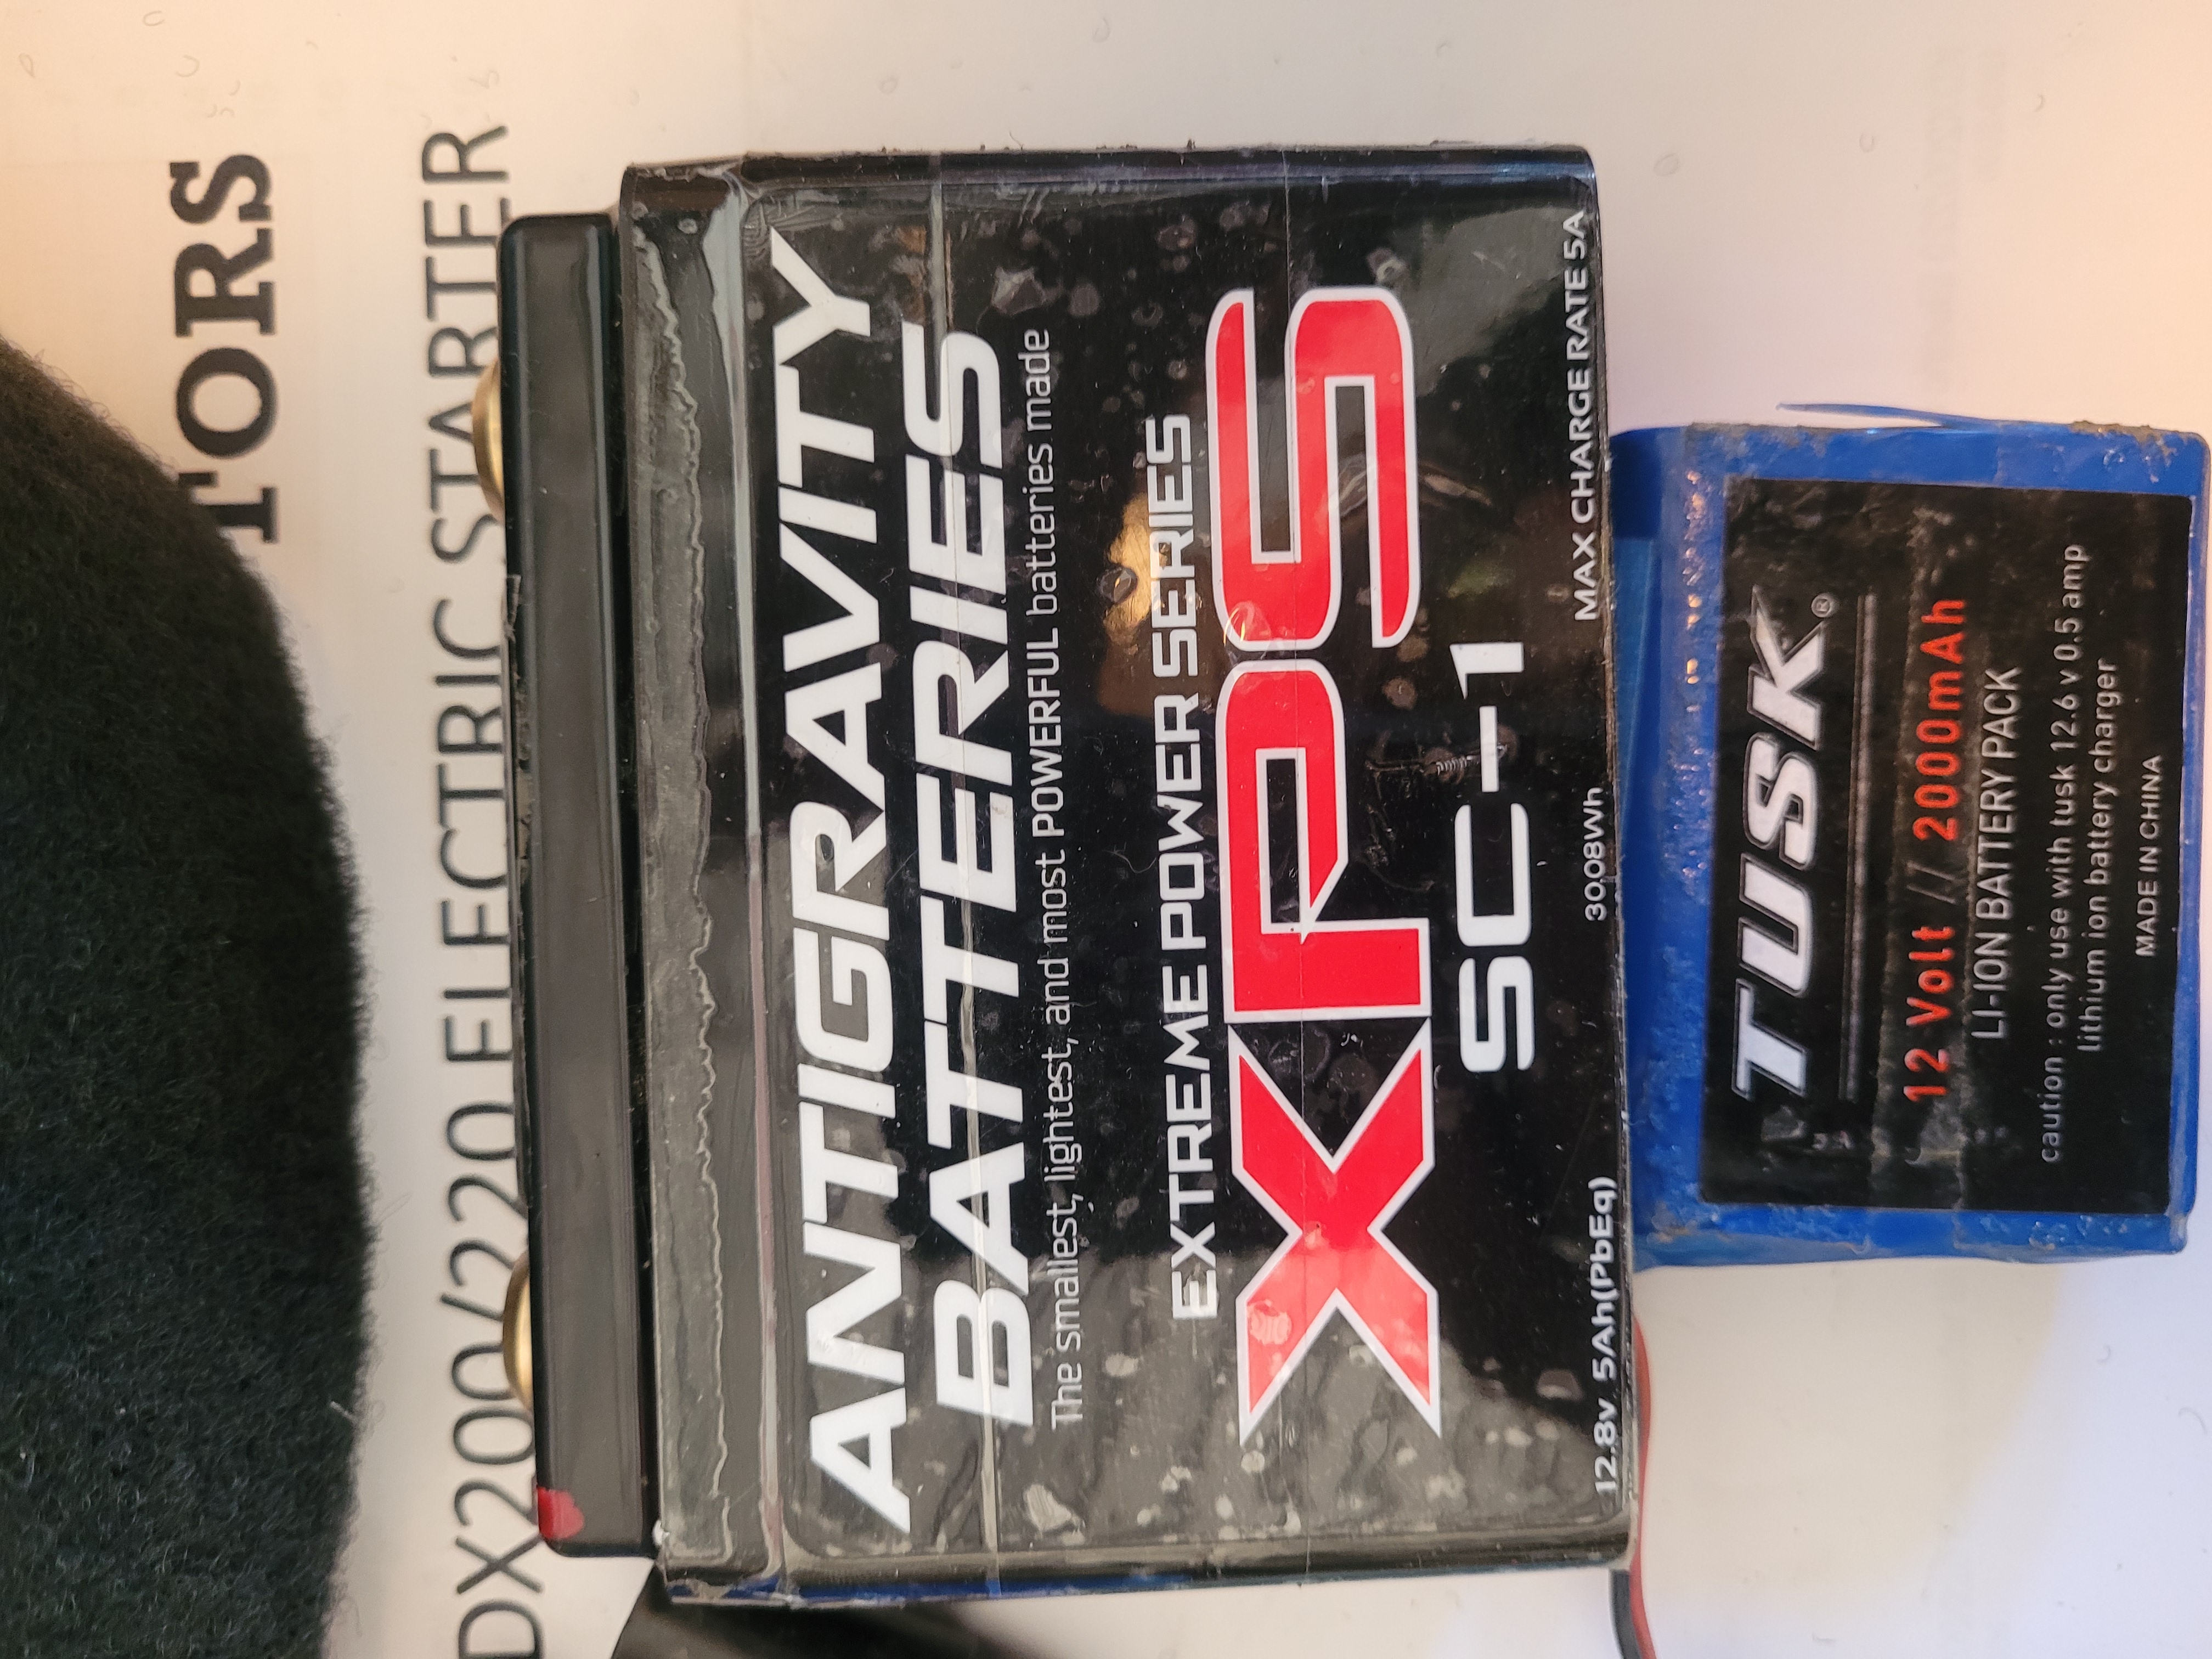 TORS
DX200/220 ELECTRIC STARTER
ANTIGRAVITY
BATTERIES
The smallest, lightest, and most POWERFUL batteries made
EXTREME POWER SERIES
XPS
SC-1
12.8v 5Ah(PbEq) 30.08Wh MAX CHARGE RATE 5A
TUSK®
12 Volt // 2000mAh
LI-ION BATTERY PACK
caution : only use with tusk 12.6 v 0.5 amp
lithium ion battery charger
MADE IN CHINA